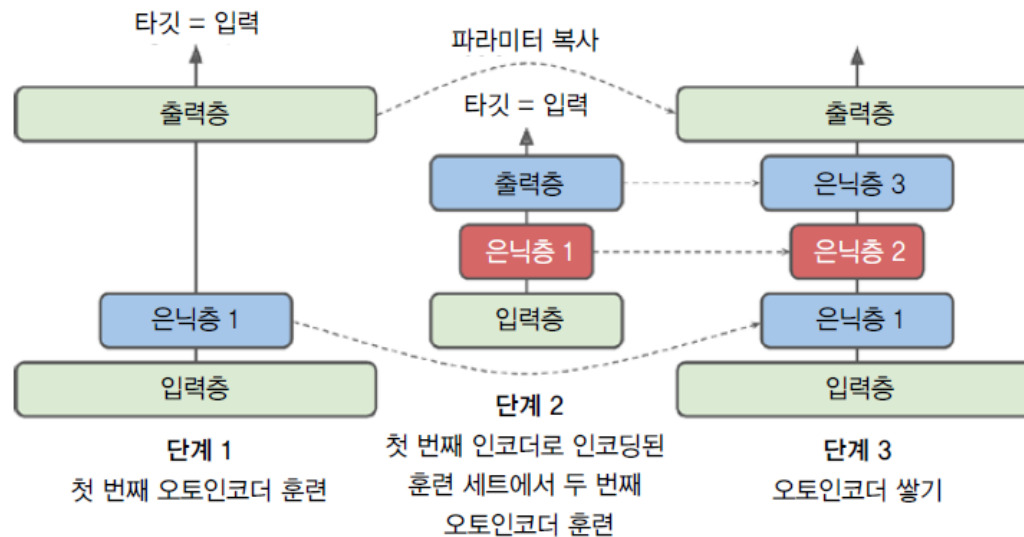 타깃 = 입력
출력층
은닉층 1
입력층
단계 1
첫 번째 오토인코더 훈련
파라미터 복사
타깃 = 입력
출력층
은닉층 1
입력층
단계 2
첫 번째 인코더로 인코딩된
훈련 세트에서 두 번째
오토인코더 훈련
출력층
은닉층 3
은닉층 2
은닉층 1
입력층
단계 3
오토인코더 쌓기